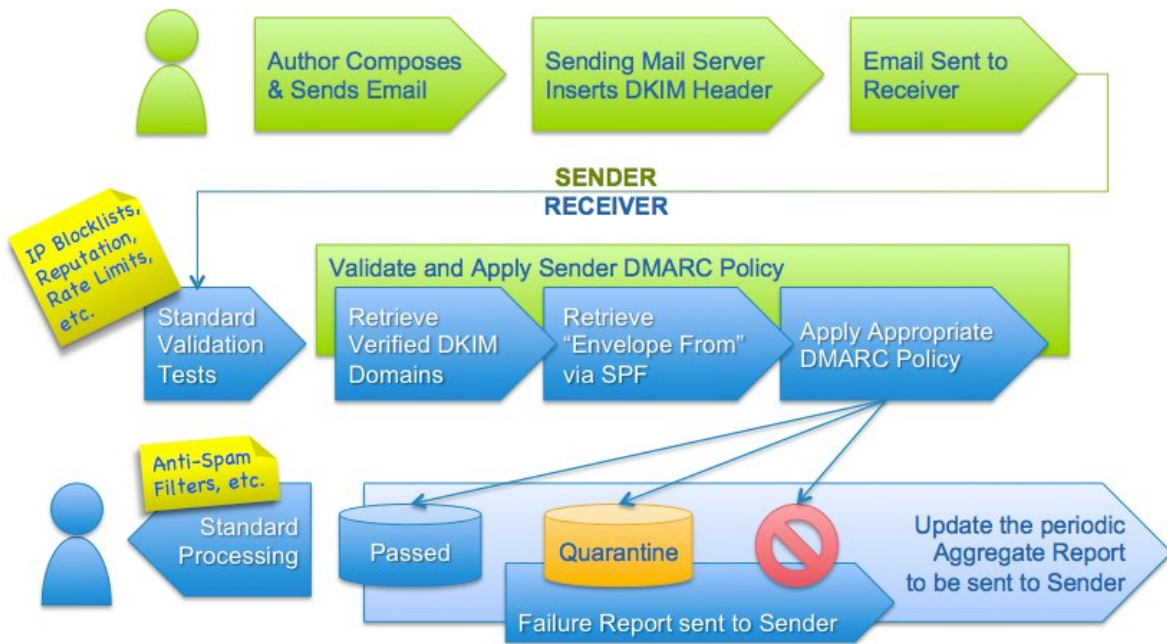 Author Composes
& Sends Email
Sending Mail Server
Inserts DKIM Header
Email Sent to
Receiver
SENDER
RECEIVER
IP Blocklists,
Reputation,
Rate Limits,
etc.
Validate and Apply Sender DMARC Policy
Standard
Validation
Tests
Retrieve
Verified DKIM
Domains
Retrieve
“Envelope From”
via SPF
Apply Appropriate
DMARC Policy
Anti-Spam
Filters, etc.
Standard
Processing
Passed
Quarantine
Update the periodic
Aggregate Report
to be sent to Sender
Failure Report sent to Sender